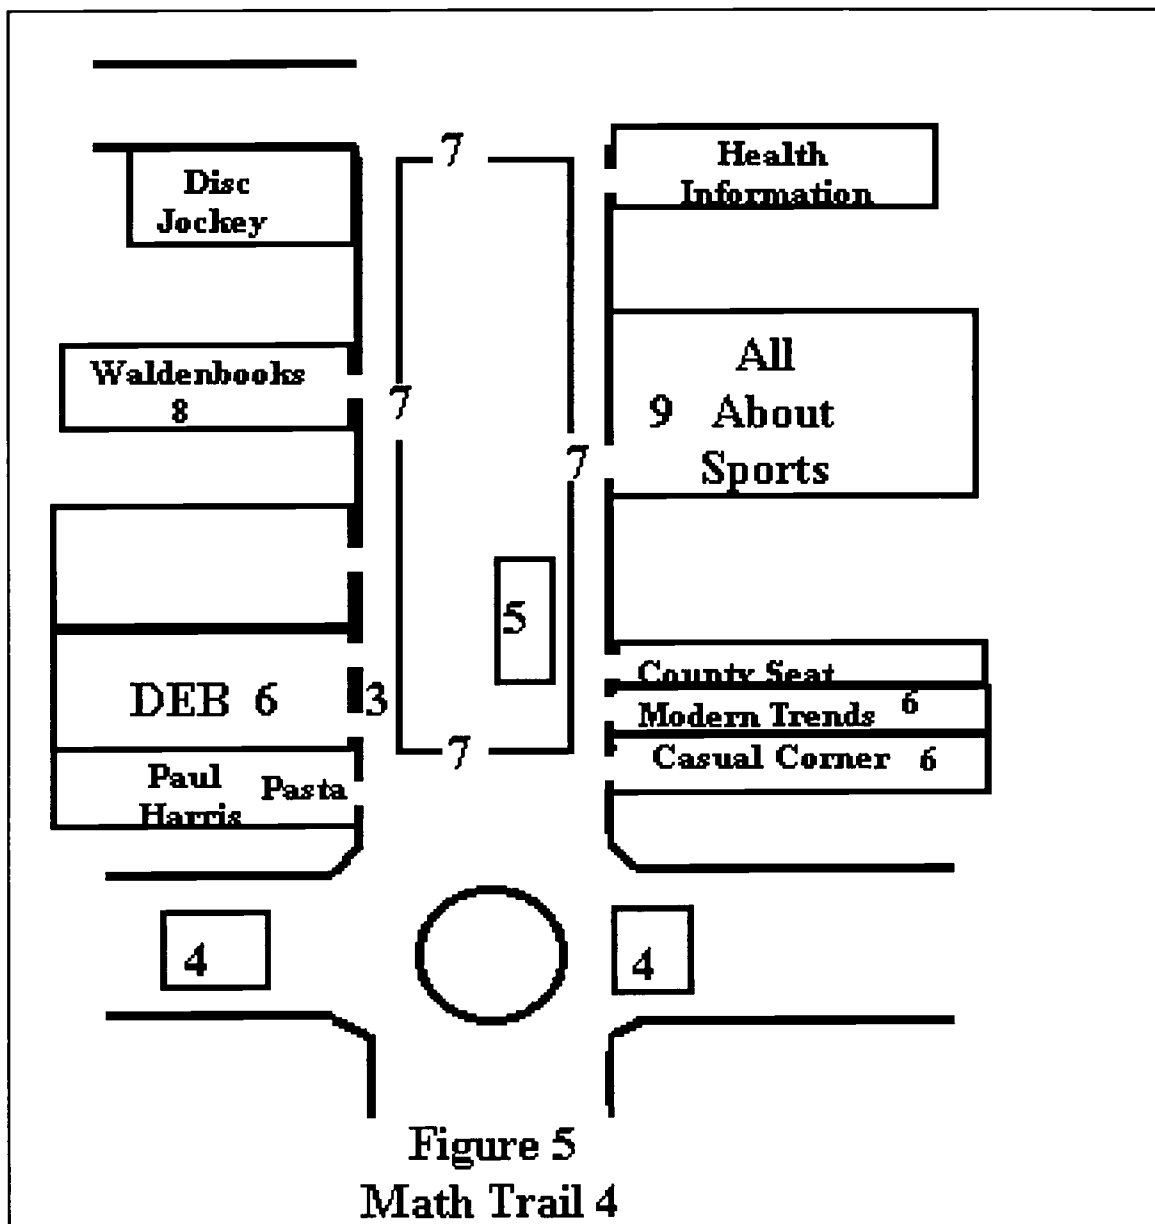 7
Disc
Jockey
Health
Information
Waldenbooks
8
7
All
9 About
Sports
7
5
DEB 6
3
County Seat
Modern Trends 6
Casual Corner 6
7
Paul
Harris
Pasta
4
4
Figure 5
Math Trail 4